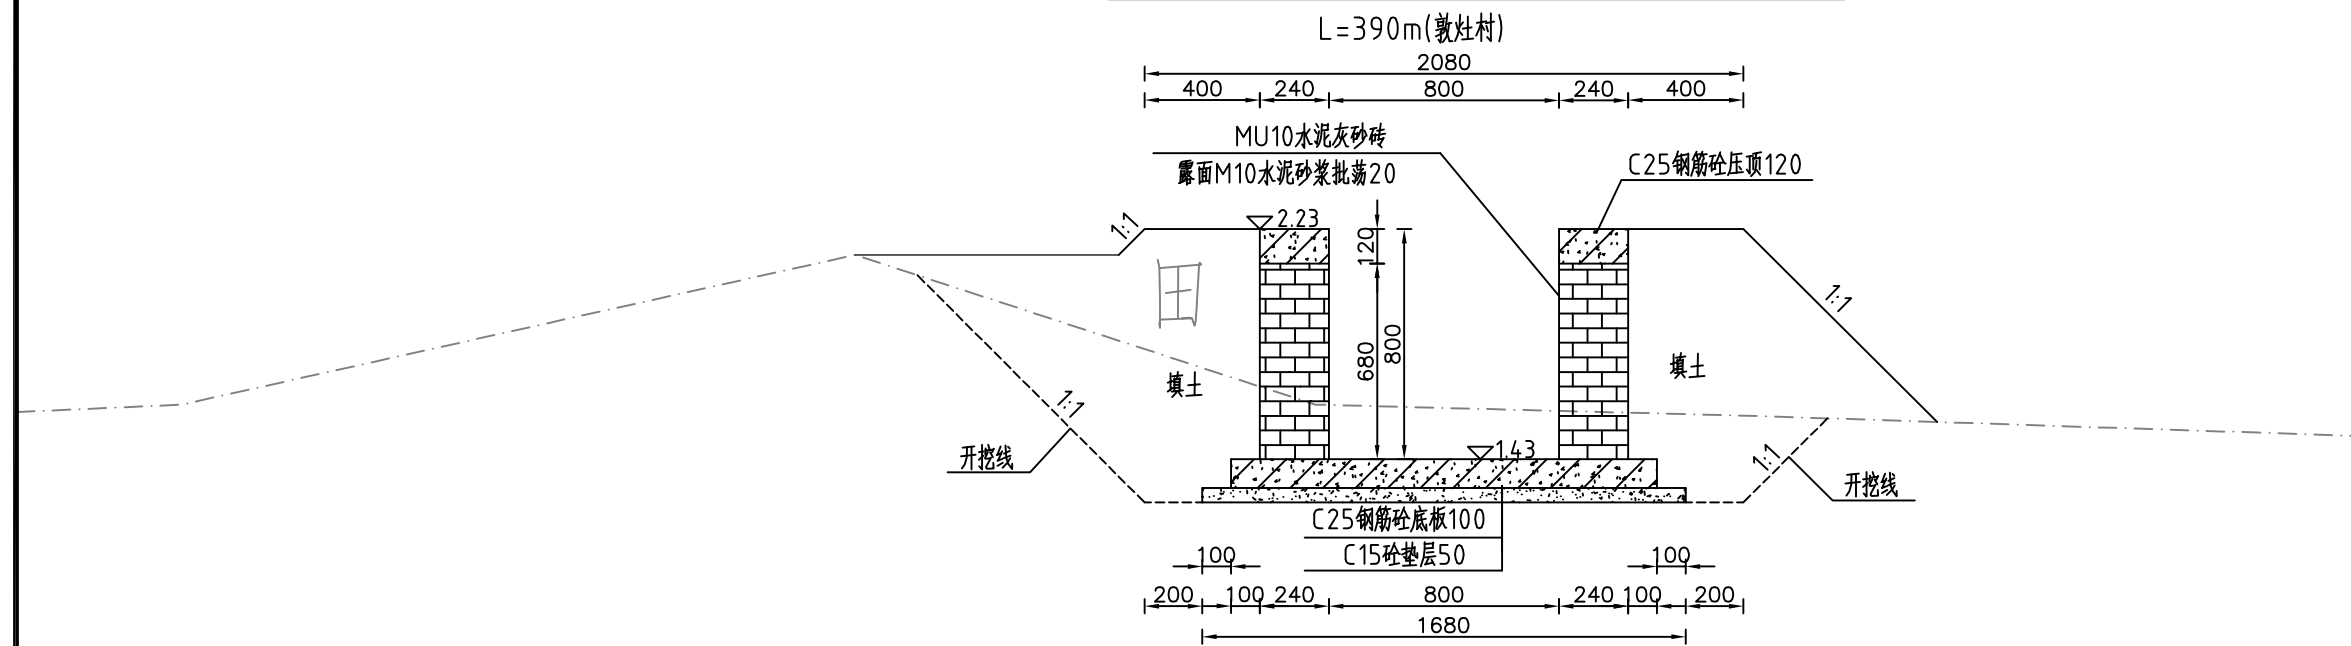 L=390m(敦灶村)
2080
400 240 800 240 400
MU10水泥灰砂砖
露面M10水泥砂浆批荡20
C25钢筋砼压顶120
1:1
2.23
120
田
1:1
680
800
填土
填土
1:1
开挖线
1.43
1:1
开挖线
C25钢筋砼底板100
C15砼垫层50
100
100
200 100 240 800 240 100 200
1680